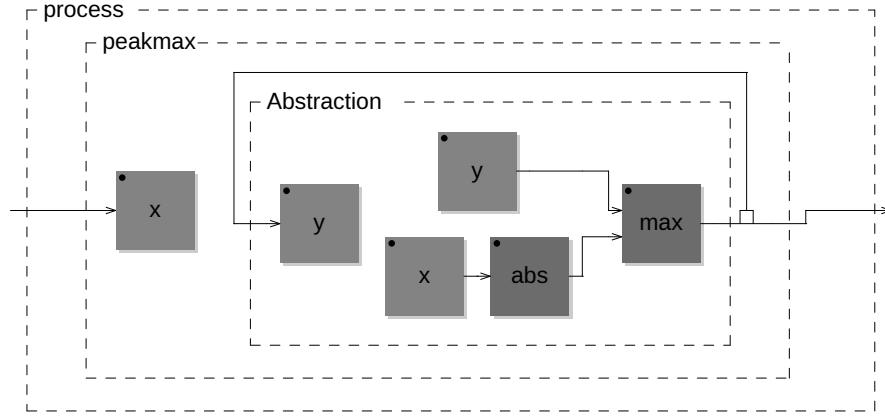 process
peakmax
Abstraction
x
y
y
x
abs
max